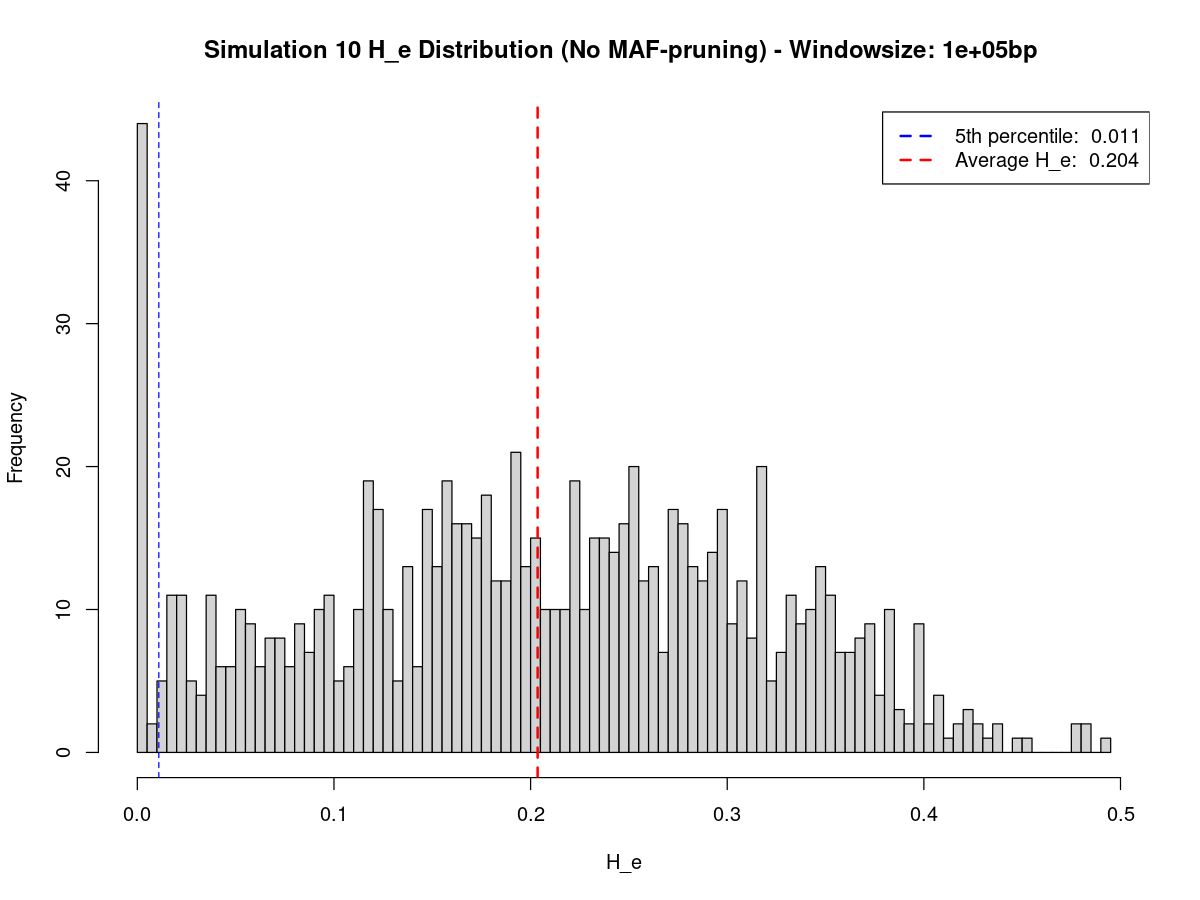 Simulation 10 H_e Distribution (No MAF-pruning) - Windowsize: 1e+05bp
5th percentile: 0.011
Average H_e: 0.204
Frequency
40
30
20
10
0
0.0 0.1 0.2 0.3 0.4 0.5
H_e